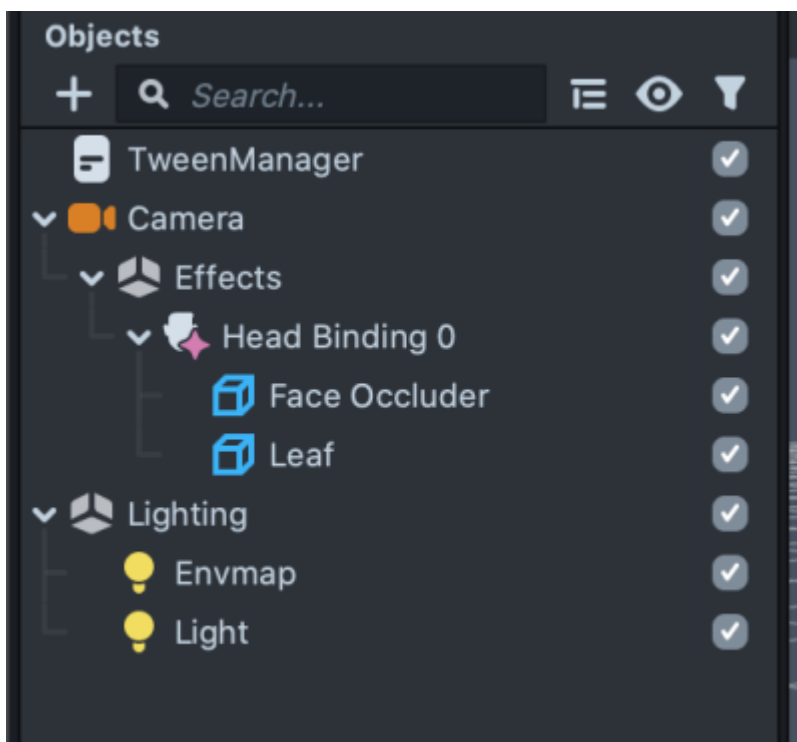 Objects
Search...
TweenManager
Camera
Effects
Head Binding 0
Face Occluder
Leaf
Lighting
Envmap
Light